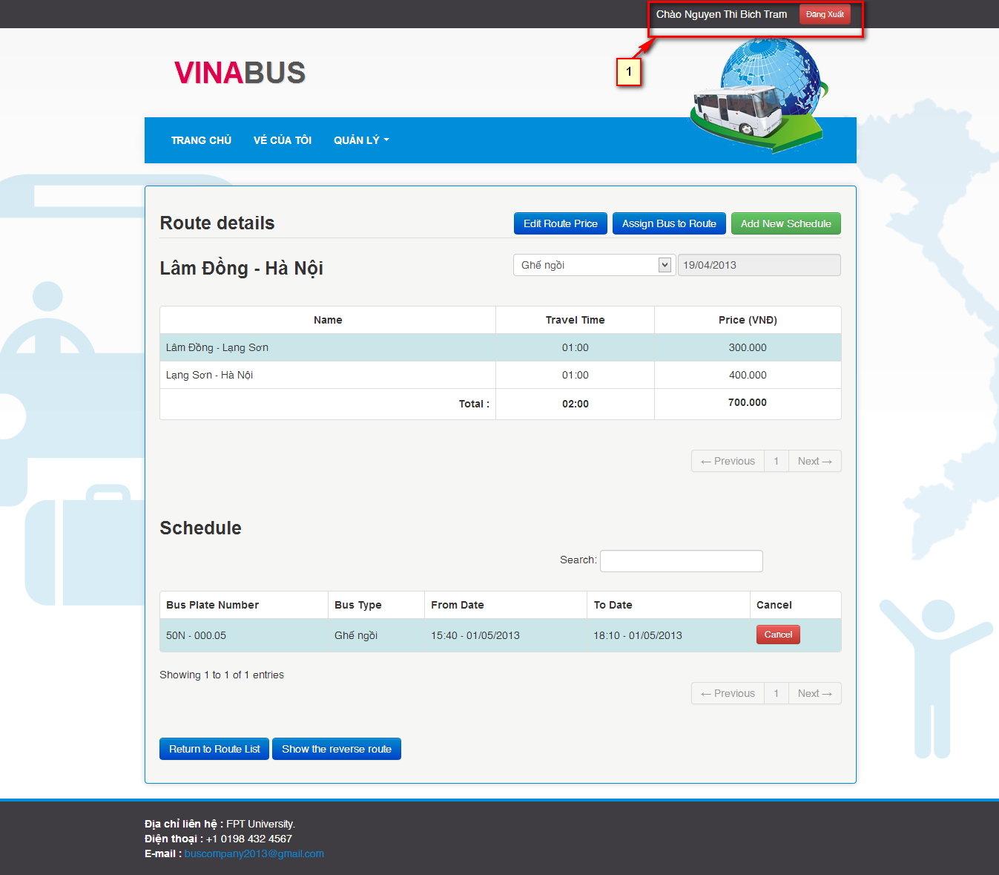 Chào Nguyen Thi Bich Tram Đăng Xuất
1
VINABUS
TRANG CHỦ VÉ CỦA TÔI QUẢN LÝ
Route details Edit Route Price Assign Bus to Route Add New Schedule
Lâm Đồng - Hà Nội Ghế ngồi 19/04/2013
Name Travel Time Price (VNĐ)
Lâm Đồng - Lạng Sơn 01:00 300.000
Lạng Sơn - Hà Nội 01:00 400.000
Total : 02:00 700.000
← Previous 1 Next →
Schedule
Search:
Bus Plate Number Bus Type From Date To Date Cancel
50N - 000.05 Ghế ngồi 15:40 - 01/05/2013 18:10 - 01/05/2013 Cancel
Showing 1 to 1 of 1 entries
← Previous 1 Next →
Return to Route List Show the reverse route
Địa chỉ liên hệ : FPT University.
Điện thoại : +1 0198 432 4567
E-mail : buscompany2013@gmail.com